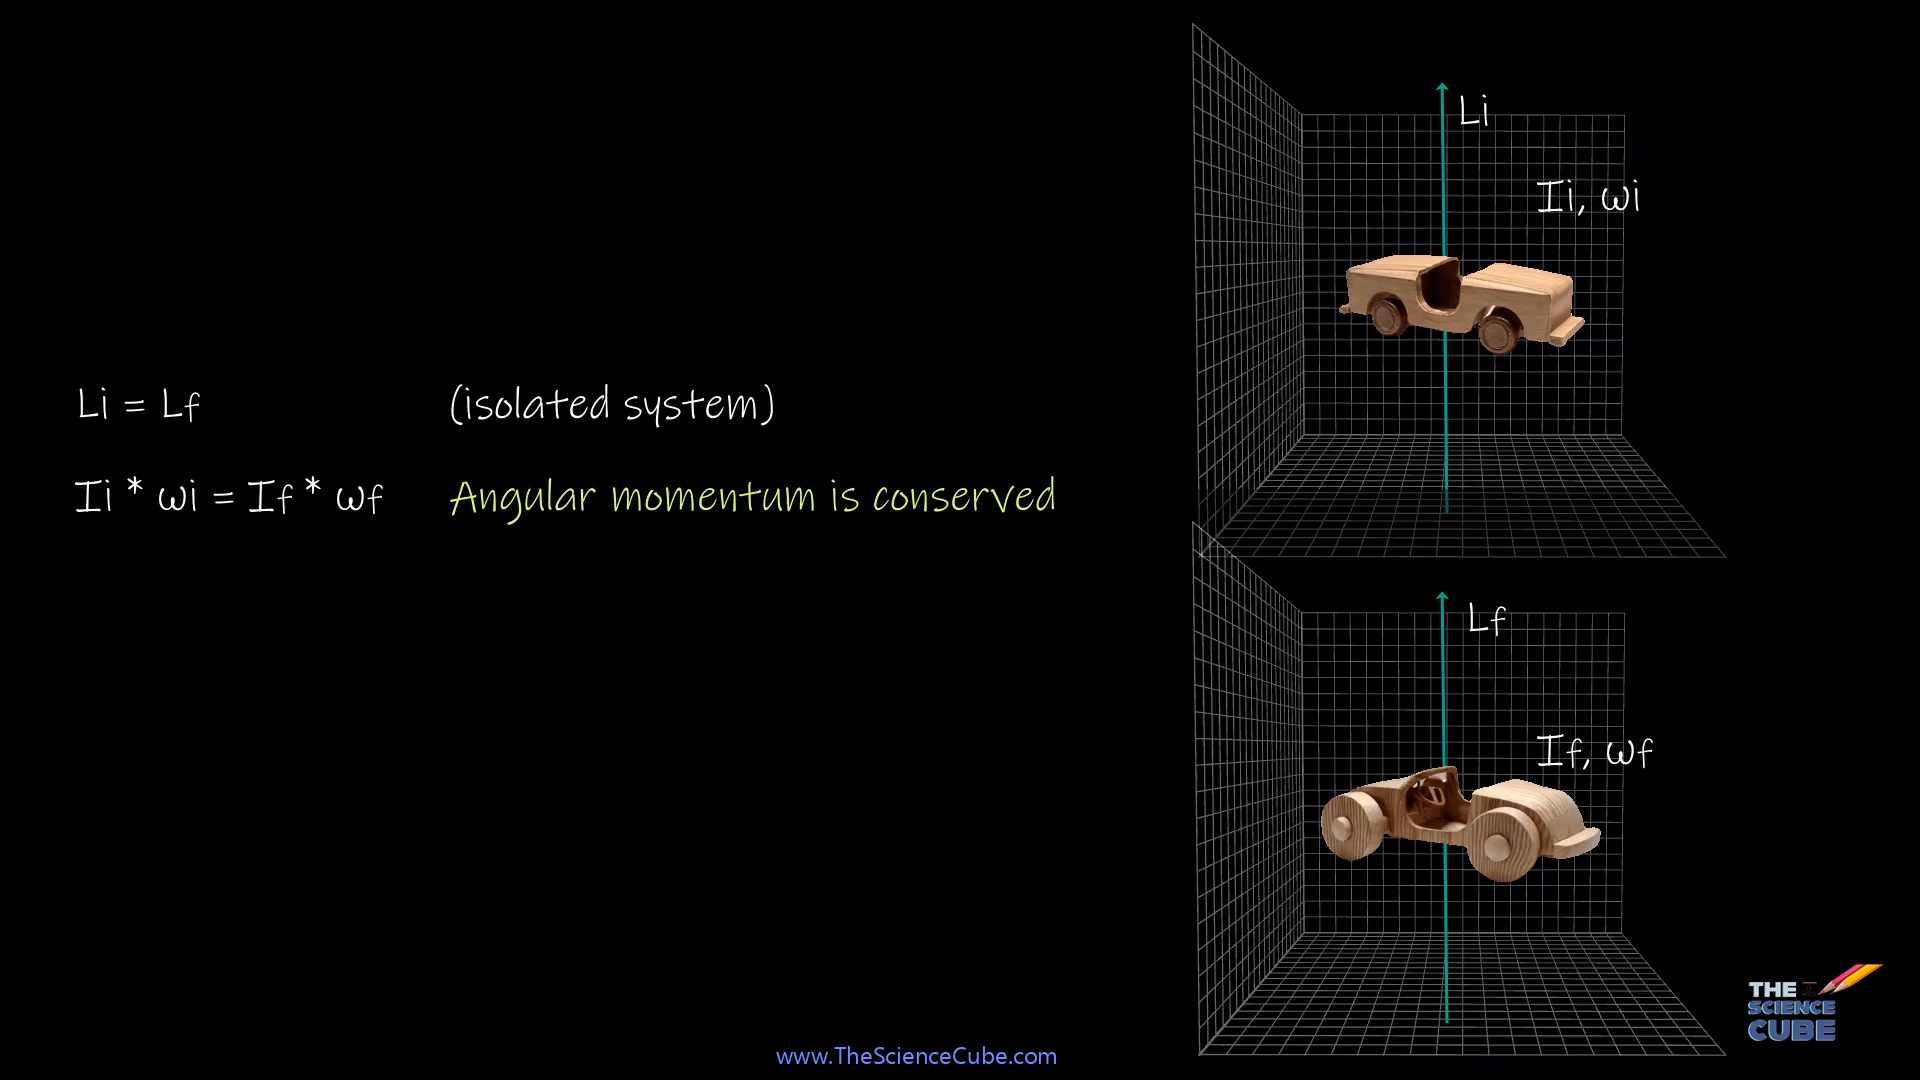 Li
Ii, ωi
Li = Lf (isolated system)
Ii * ωi = If * ωf Angular momentum is conserved
Lf
If, ωf
THE
SCIENCE
CUBE
www.TheScienceCube.com